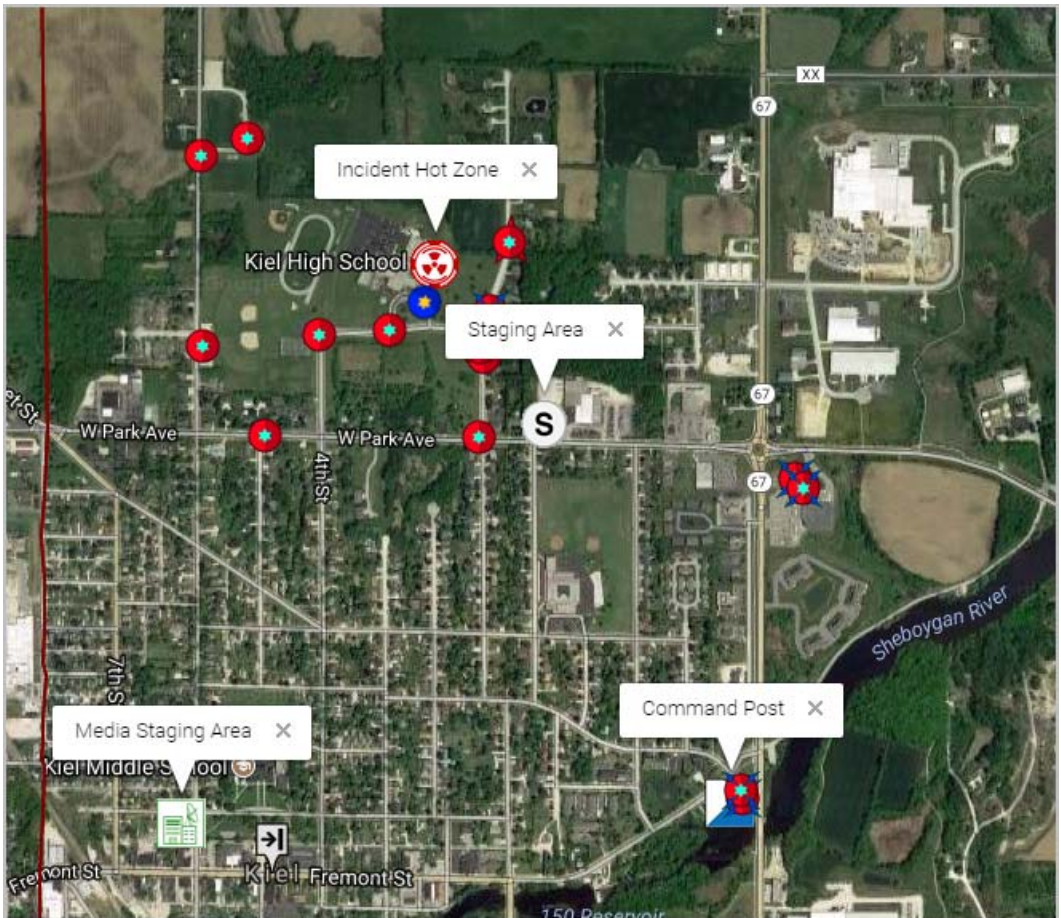 XX
67
Incident Hot Zone ×
Kiel High School
Staging Area ×
67
et St
W Park Ave
W Park Ave
S
4th St
67
Sheboygan River
7th S
Command Post ×
Media Staging Area ×
Kiel Middle School
Fremont St
Kiel
Fremont St
150 Reservoir